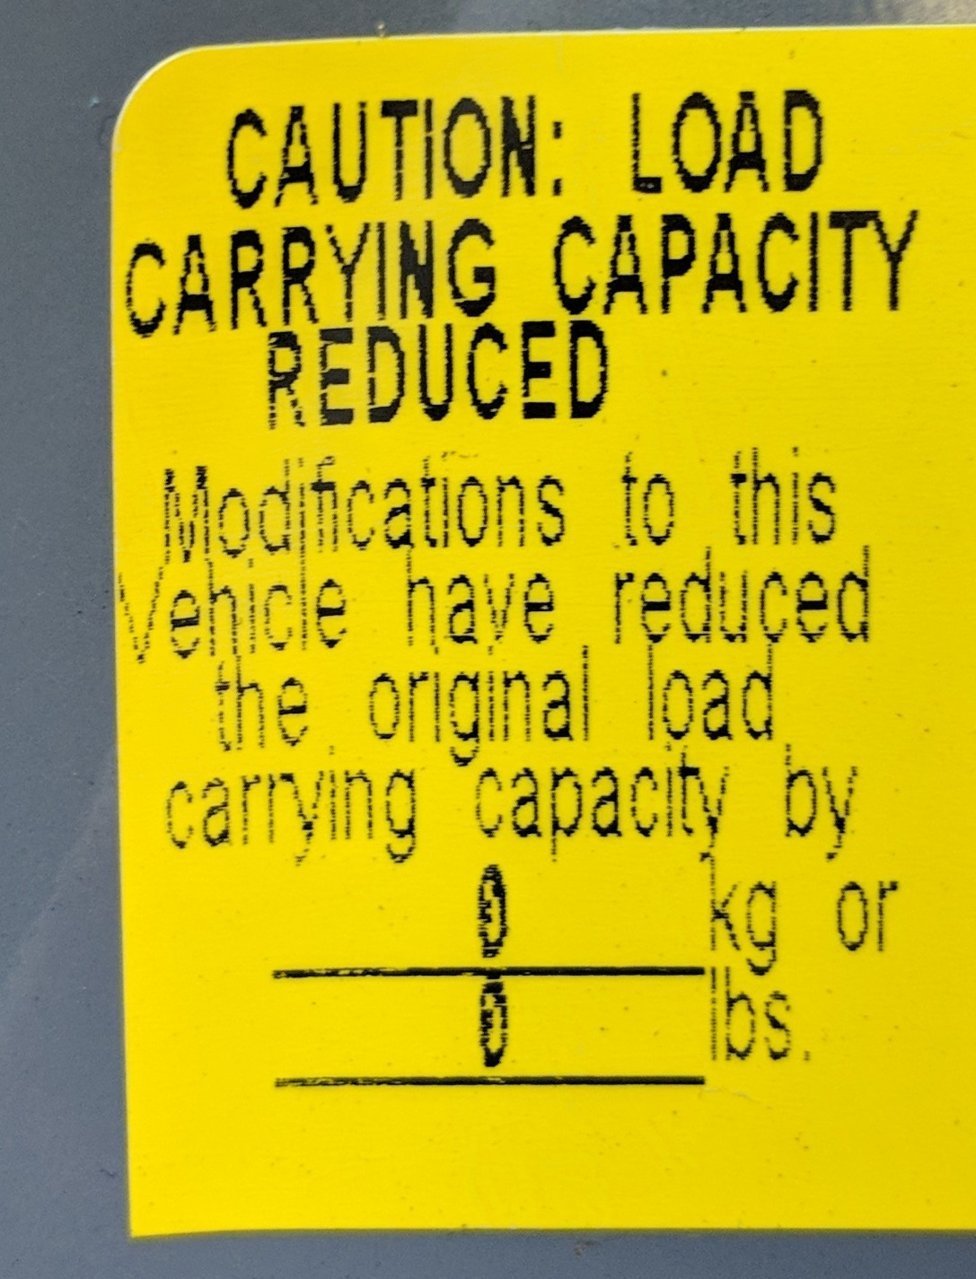 CAUTION: LOAD
CARRYING CAPACITY
REDUCED
Modifications to this
Vehicle have reduced
the original load
carrying capacity by
0 kg or
0 lbs.